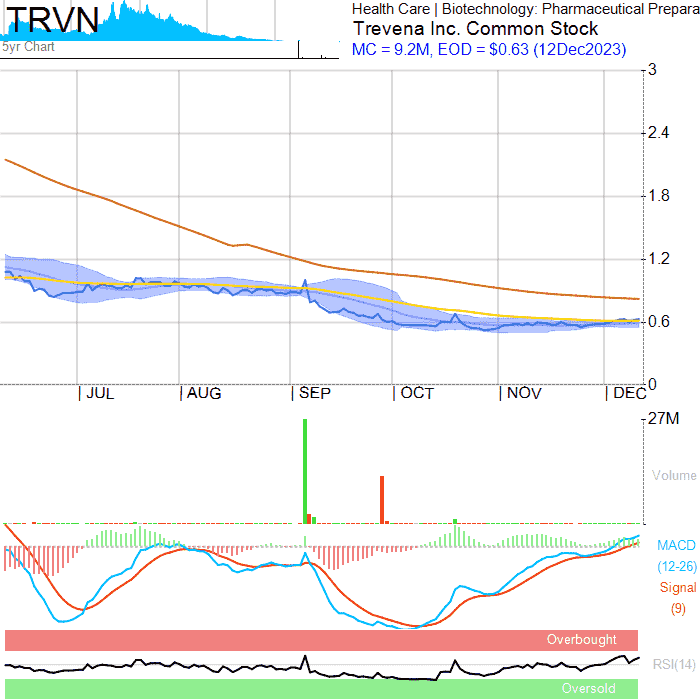 TRVN
5yr Chart
Health Care | Biotechnology: Pharmaceutical Prepara
Trevena Inc. Common Stock
MC = 9.2M, EOD = $0.63 (12Dec2023)
3
2.4
1.8
1.2
0.6
0
| JUL | AUG | SEP | OCT | NOV | DEC
27M
Volume
MACD
(12-26)
Signal
(9)
Overbought
RSI(14)
Oversold